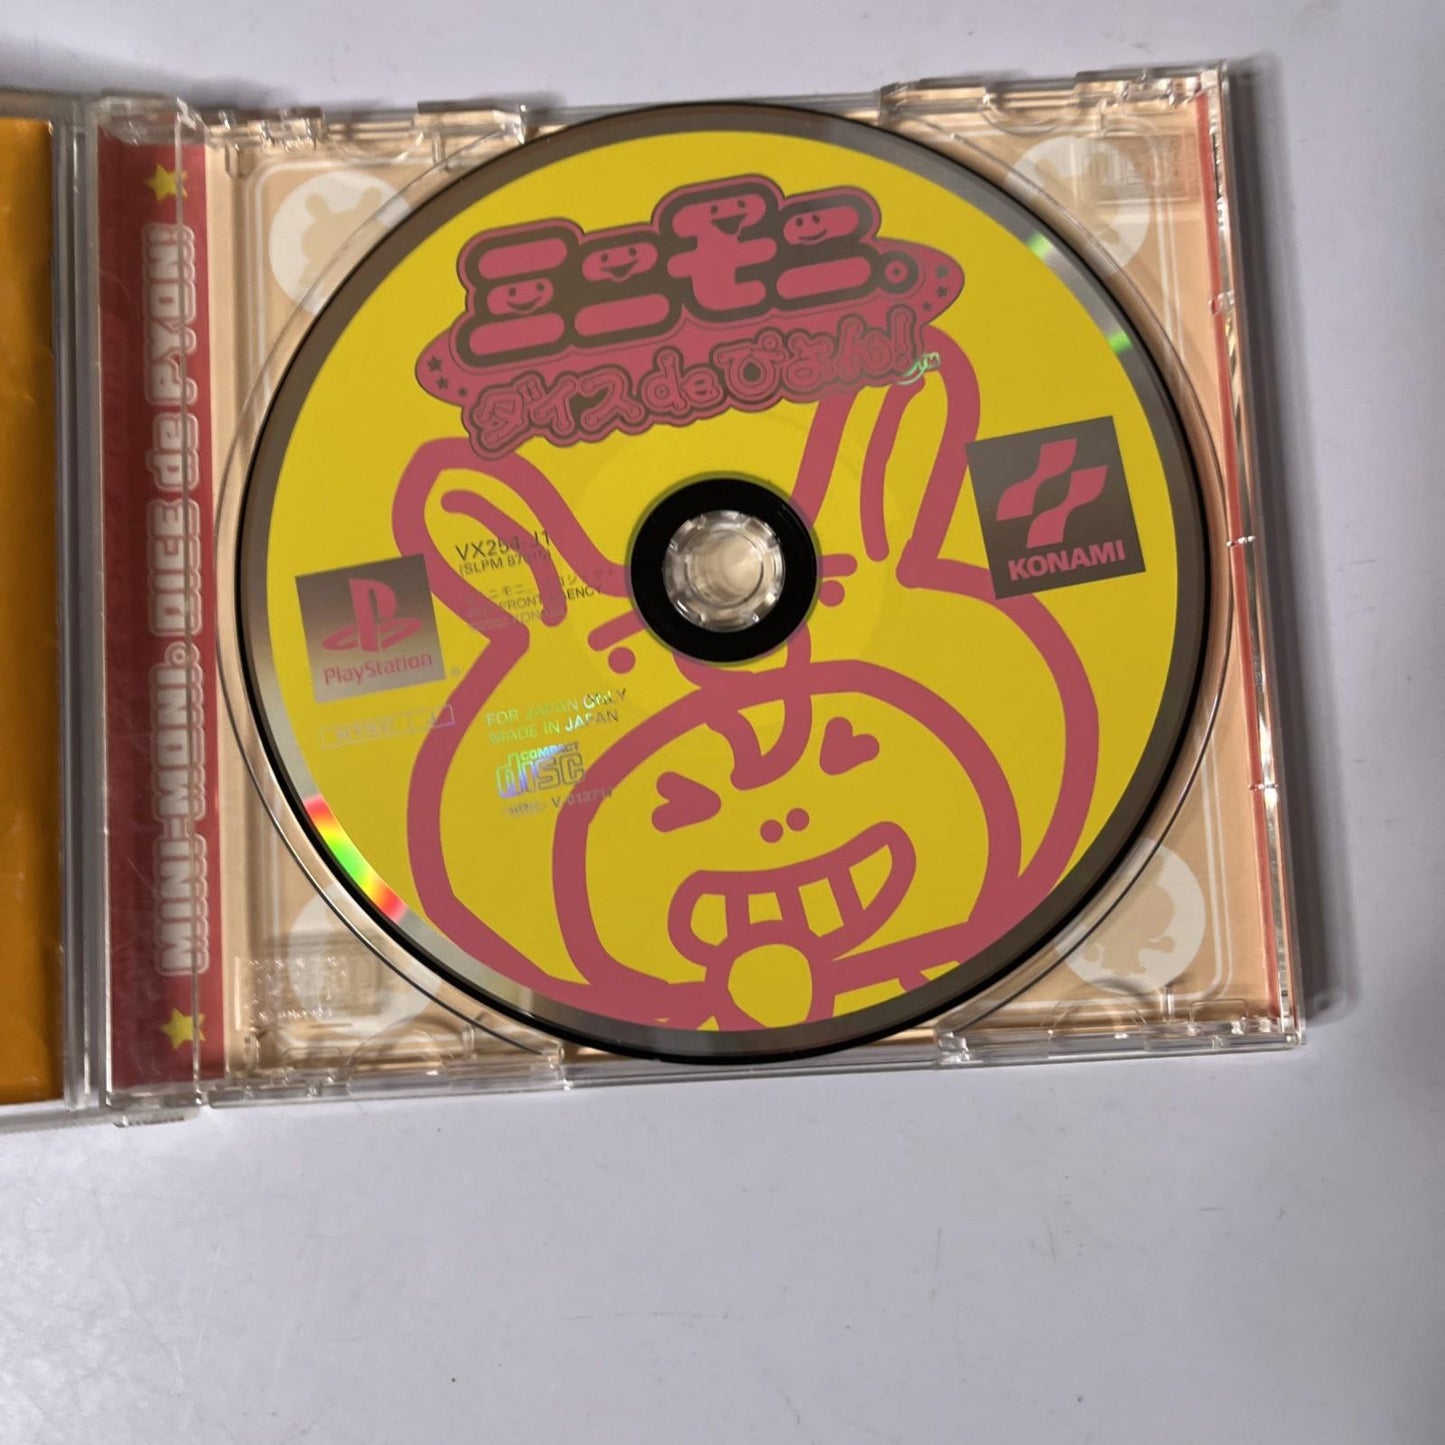 MINI-MONI。DICE de PYON!
ミニモニ。
ダイス de ぴょん!
TM
KONAMI
VX254-J1
PlayStation
®
FOR JAPAN ONLY
MADE IN JAPAN
COMPACT
disc